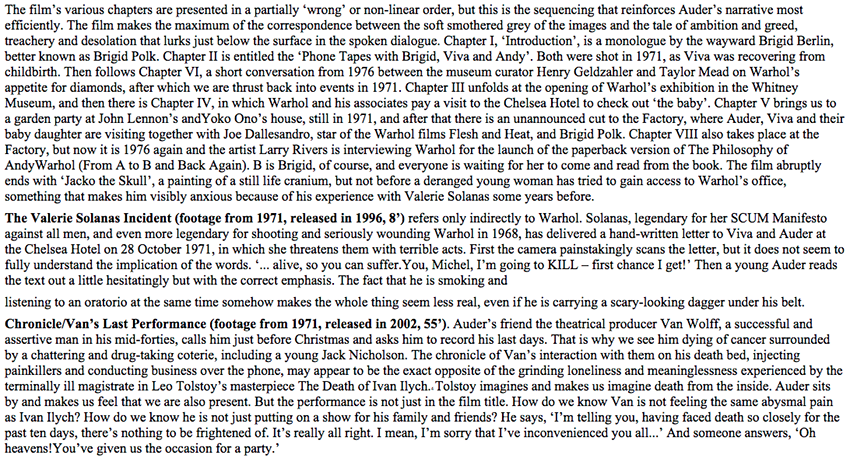 The film’s various chapters are presented in a partially ‘wrong’ or non-linear order, but this is the sequencing that reinforces Auder’s narrative most
efficiently. The film makes the maximum of the correspondence between the soft smothered grey of the images and the tale of ambition and greed,
treachery and desolation that lurks just below the surface in the spoken dialogue. Chapter I, ‘Introduction’, is a monologue by the wayward Brigid Berlin,
better known as Brigid Polk. Chapter II is entitled the ‘Phone Tapes with Brigid, Viva and Andy’. Both were shot in 1971, as Viva was recovering from
childbirth. Then follows Chapter VI, a short conversation from 1976 between the museum curator Henry Geldzahler and Taylor Mead on Warhol’s
appetite for diamonds, after which we are thrust back into events in 1971. Chapter III unfolds at the opening of Warhol’s exhibition in the Whitney
Museum, and then there is Chapter IV, in which Warhol and his associates pay a visit to the Chelsea Hotel to check out ‘the baby’. Chapter V brings us to
a garden party at John Lennon’s andYoko Ono’s house, still in 1971, and after that there is an unannounced cut to the Factory, where Auder, Viva and their
baby daughter are visiting together with Joe Dallesandro, star of the Warhol films Flesh and Heat, and Brigid Polk. Chapter VIII also takes place at the
Factory, but now it is 1976 again and the artist Larry Rivers is interviewing Warhol for the launch of the paperback version of The Philosophy of
AndyWarhol (From A to B and Back Again). B is Brigid, of course, and everyone is waiting for her to come and read from the book. The film abruptly
ends with ‘Jacko the Skull’, a painting of a still life cranium, but not before a deranged young woman has tried to gain access to Warhol’s office,
something that makes him visibly anxious because of his experience with Valerie Solanas some years before.
The Valerie Solanas Incident (footage from 1971, released in 1996, 8’) refers only indirectly to Warhol. Solanas, legendary for her SCUM Manifesto
against all men, and even more legendary for shooting and seriously wounding Warhol in 1968, has delivered a hand-written letter to Viva and Auder at
the Chelsea Hotel on 28 October 1971, in which she threatens them with terrible acts. First the camera painstakingly scans the letter, but it does not seem to
fully understand the implication of the words. ‘... alive, so you can suffer.You, Michel, I’m going to KILL – first chance I get!’ Then a young Auder reads
the text out a little hesitatingly but with the correct emphasis. The fact that he is smoking and
listening to an oratorio at the same time somehow makes the whole thing seem less real, even if he is carrying a scary-looking dagger under his belt.
Chronicle/Van’s Last Performance (footage from 1971, released in 2002, 55’). Auder’s friend the theatrical producer Van Wolff, a successful and
assertive man in his mid-forties, calls him just before Christmas and asks him to record his last days. That is why we see him dying of cancer surrounded
by a chattering and drug-taking coterie, including a young Jack Nicholson. The chronicle of Van’s interaction with them on his death bed, injecting
painkillers and conducting business over the phone, may appear to be the exact opposite of the grinding loneliness and meaninglessness experienced by the
terminally ill magistrate in Leo Tolstoy’s masterpiece The Death of Ivan Ilych. Tolstoy imagines and makes us imagine death from the inside. Auder sits
by and makes us feel that we are also present. But the performance is not just in the film title. How do we know Van is not feeling the same abysmal pain
as Ivan Ilych? How do we know he is not just putting on a show for his family and friends? He says, ‘I’m telling you, having faced death so closely for the
past ten days, there’s nothing to be frightened of. It’s really all right. I mean, I’m sorry that I’ve inconvenienced you all...’ And someone answers, ‘Oh
heavens!You’ve given us the occasion for a party.’